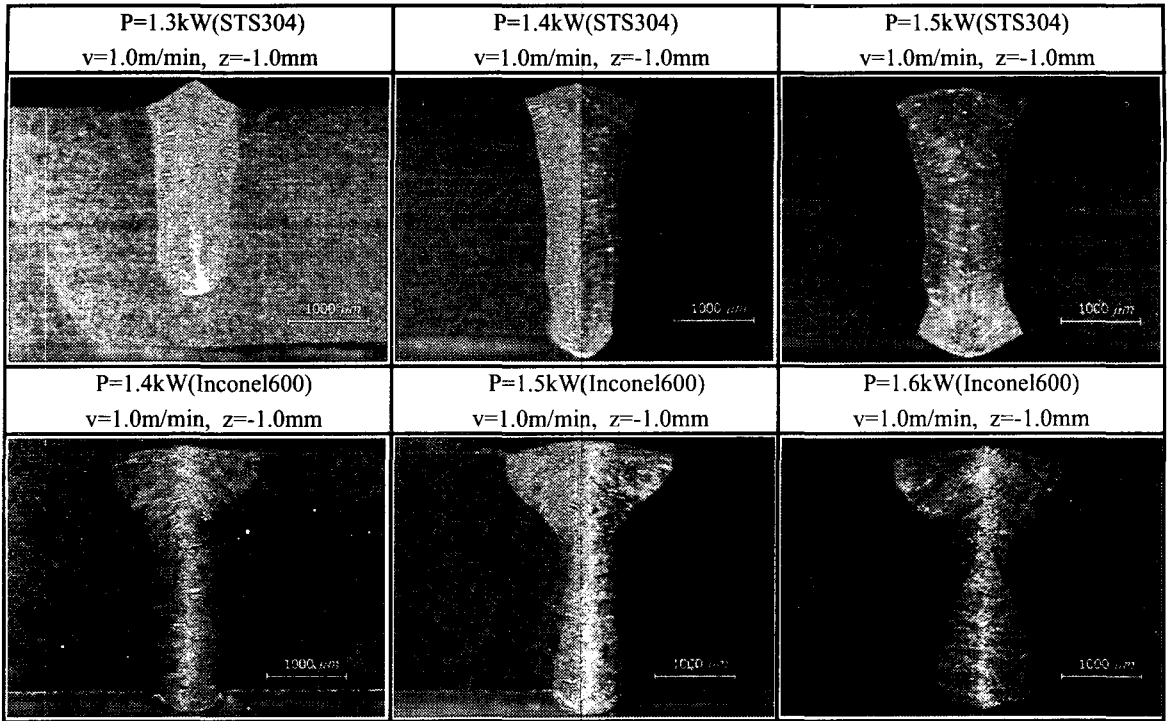 P=1.3kW(STS304)
v=1.0m/min, z=-1.0mm
P=1.4kW(STS304)
v=1.0m/min, z=-1.0mm
P=1.5kW(STS304)
v=1.0m/min, z=-1.0mm
1000 μm
1000 μm
1000 μm
P=1.4kW(Inconel600)
v=1.0m/min, z=-1.0mm
P=1.5kW(Inconel600)
v=1.0m/min, z=-1.0mm
P=1.6kW(Inconel600)
v=1.0m/min, z=-1.0mm
1000 μm
1000 μm
1000 μm